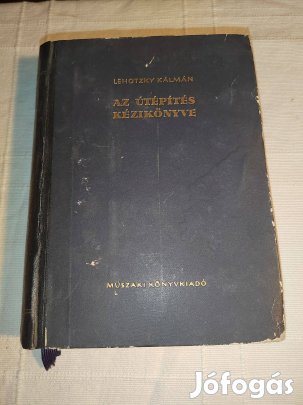 LEHOTZKY KÁLMÁN
AZ ÚTÉPÍTÉS
KÉZIKÖNYVE
MŰSZAKI KÖNYVKIADÓ
Jófogás